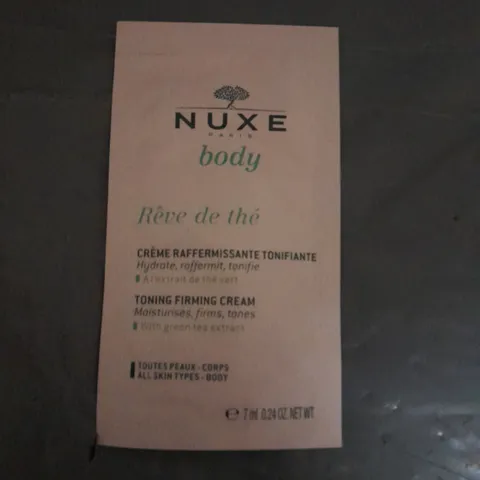 NUXE
PARIS
body
Rêve de thé
CRÈME RAFFERMISSANTE TONIFIANTE
Hydrate, raffermit, tonifie
À l'extrait de thé vert
TONING FIRMING CREAM
Moisturises, firms, tones
With green tea extract
TOUTES PEAUX - CORPS
ALL SKIN TYPES - BODY
℮ 7 ml 0.24 OZ. NET WT